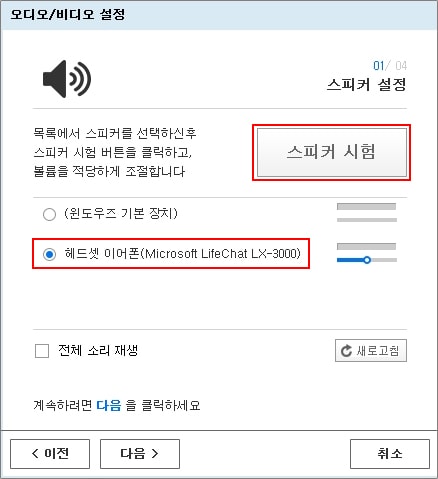 오디오/비디오 설정
01/ 04
스피커 설정
목록에서 스피커를 선택하신후
스피커 시험 버튼을 클릭하고,
볼륨을 적당하게 조절합니다
스피커 시험
(윈도우즈 기본 장치)
헤드셋 이어폰(Microsoft LifeChat LX-3000)
전체 소리 재생
새로고침
계속하려면 다음 을 클릭하세요
< 이전
다음 >
취소